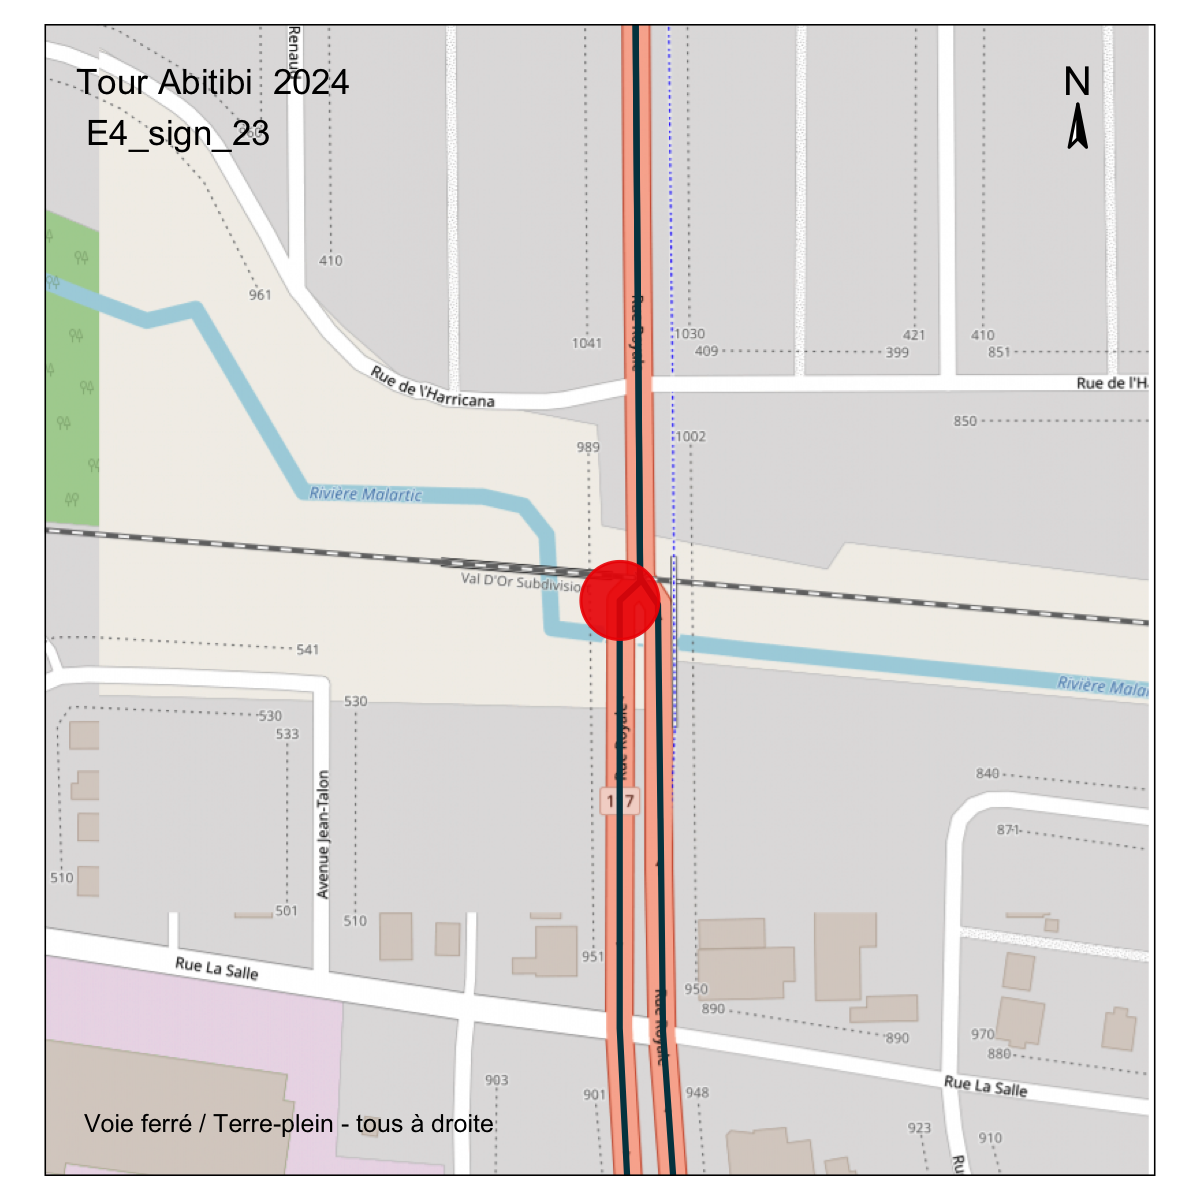 Renaud
Tour Abitibi  2024
N
E4_sign_23
410
961
1041
Rue Royale
1030
409
399
421
410
851
Rue de \'Harricana
Rue de l'H
850
989
1002
Rivière Malartic
Val D'Or Subdivisio
541
Rivière Malar
530
530
533
Rue Royale
1 7
840
871
Avenue Jean-Talon
510
501
510
951
Rue La Salle
950
890
890
Rue Royale
970
880
Rue La Salle
903
901
948
923
910
Ru
Voie ferré / Terre-plein - tous à droite